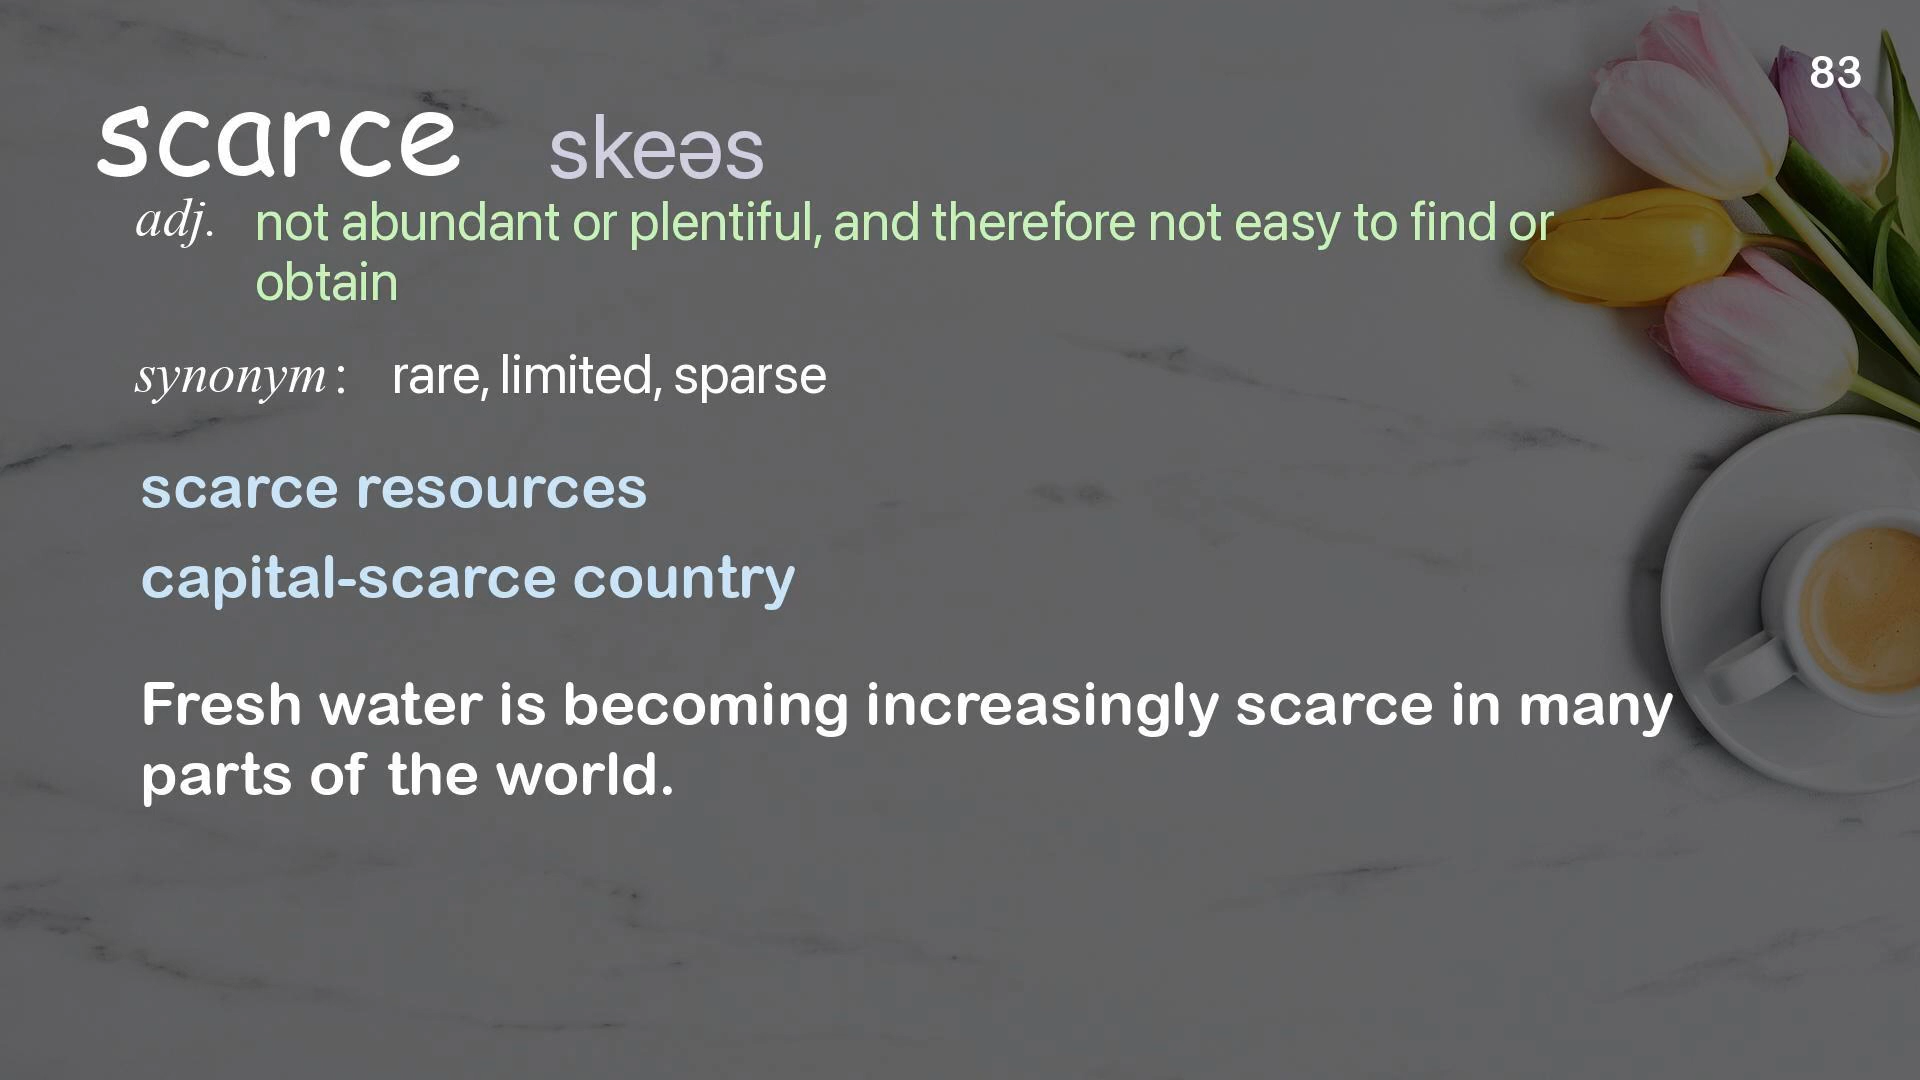 83
scarce skeəs
adj. not abundant or plentiful, and therefore not easy to find or
obtain
synonym : rare, limited, sparse
scarce resources
capital-scarce country
Fresh water is becoming increasingly scarce in many
parts of the world.